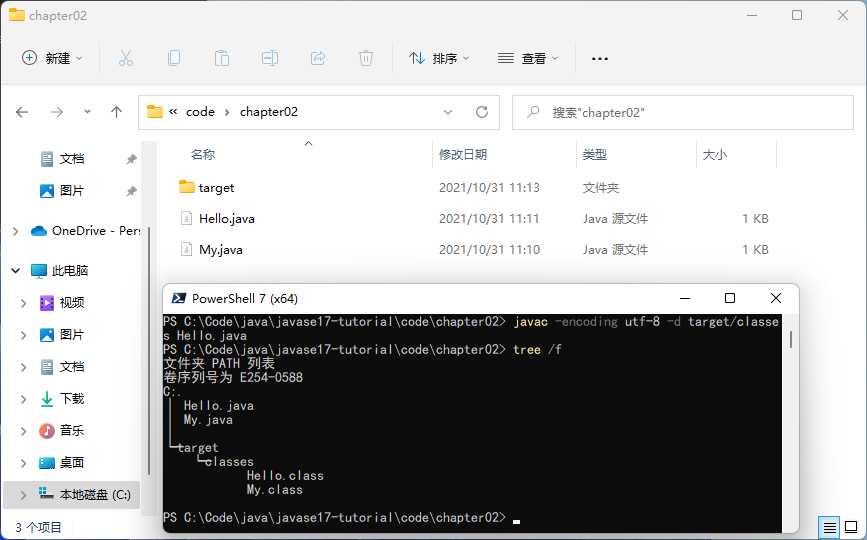 chapter02
新建
排序
查看
« code › chapter02
搜索"chapter02"
文档
图片
OneDrive - Pers
此电脑
视频
图片
文档
下载
音乐
桌面
本地磁盘 (C:)
名称 修改日期 类型 大小
target 2021/10/31 11:13 文件夹
Hello.java 2021/10/31 11:11 Java 源文件 1 KB
My.java 2021/10/31 11:10 Java 源文件 1 KB
PowerShell 7 (x64)
PS C:\Code\java\javase17-tutorial\code\chapter02> javac -encoding utf-8 -d target/classe
s Hello.java
PS C:\Code\java\javase17-tutorial\code\chapter02> tree /f
文件夹 PATH 列表
卷序列号为 E254-0588
C:.
│ Hello.java
│ My.java
│
└─target
└─classes
Hello.class
My.class
PS C:\Code\java\javase17-tutorial\code\chapter02>
3 个项目